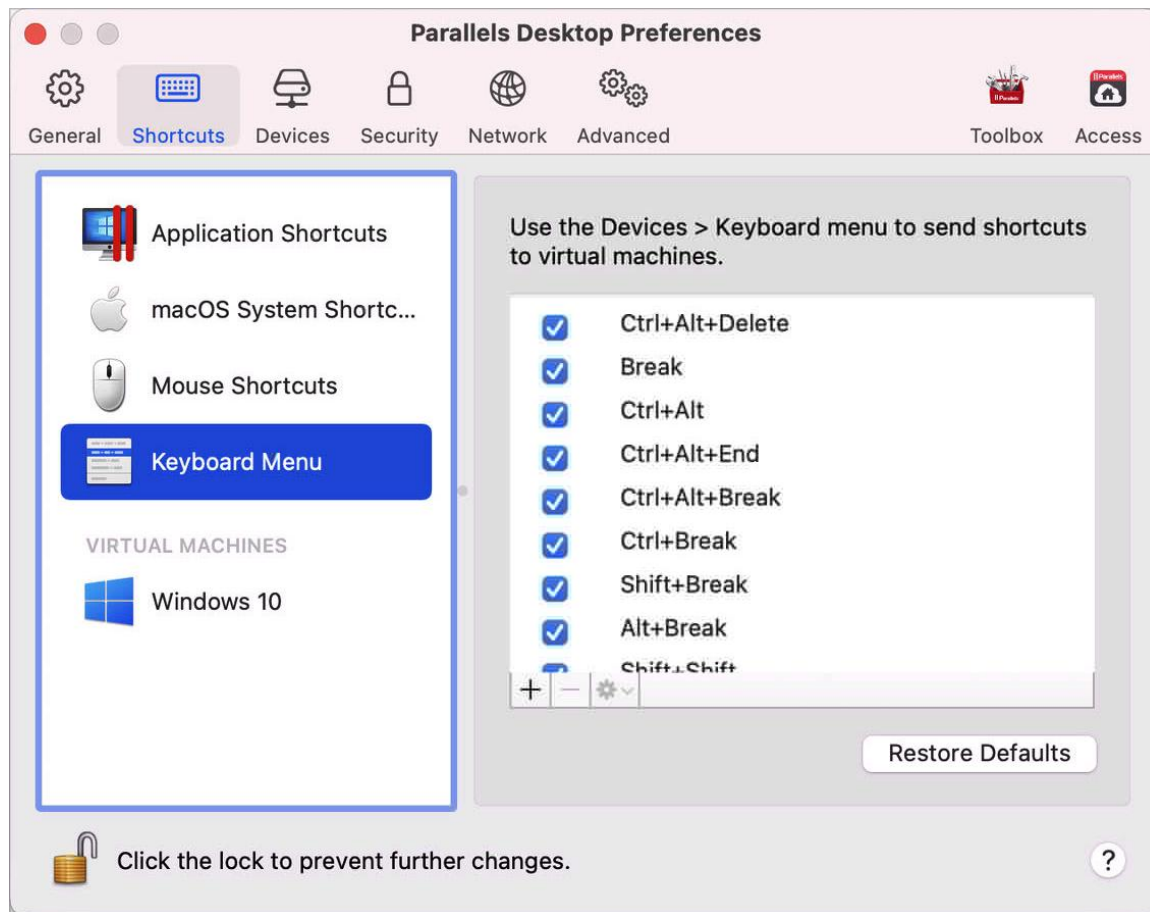 Parallels Desktop Preferences
General Shortcuts Devices Security Network Advanced Toolbox Access
Application Shortcuts
macOS System Shortc...
Mouse Shortcuts
Keyboard Menu
VIRTUAL MACHINES
Windows 10
Use the Devices > Keyboard menu to send shortcuts
to virtual machines.
Ctrl+Alt+Delete
Break
Ctrl+Alt
Ctrl+Alt+End
Ctrl+Alt+Break
Ctrl+Break
Shift+Break
Alt+Break
Shift+Shift
Restore Defaults
Click the lock to prevent further changes.
?